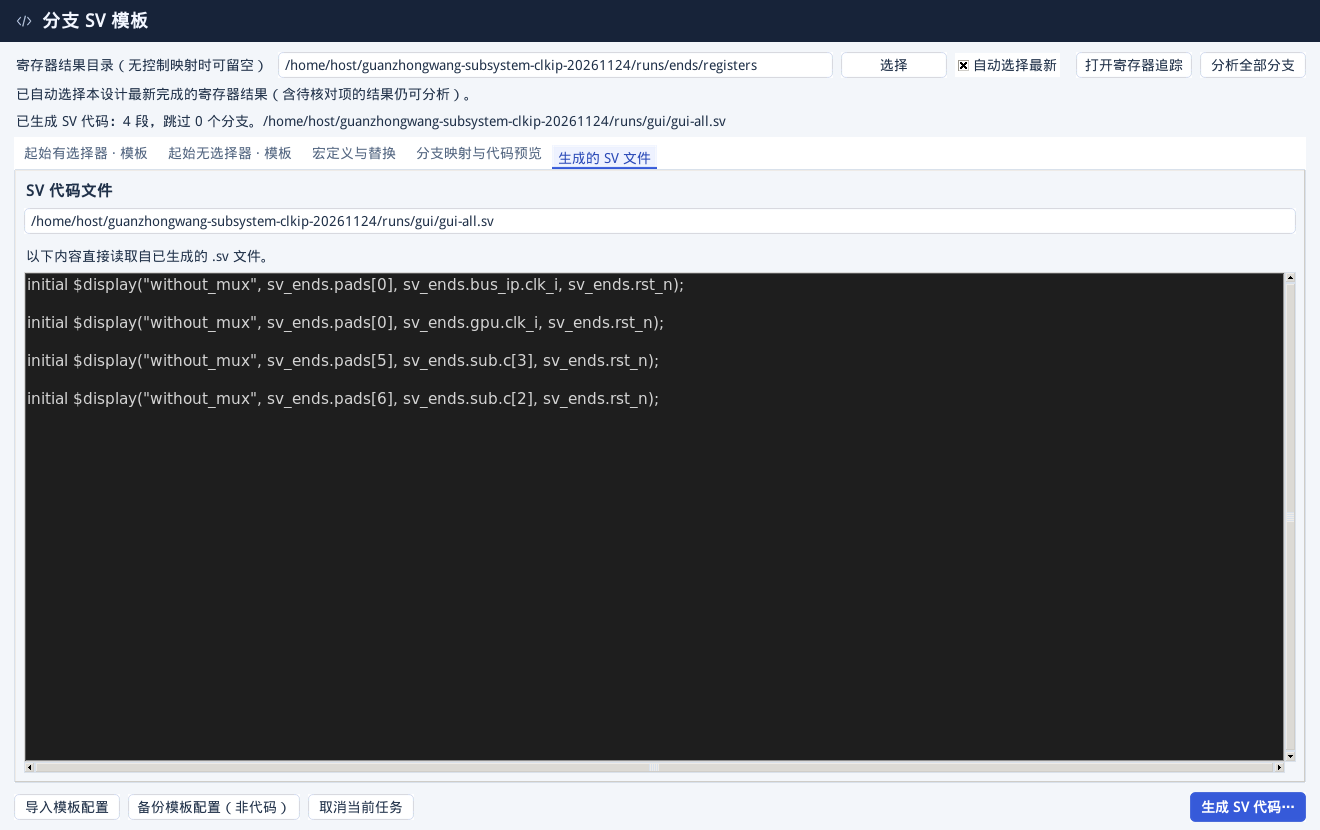 </> 分支 SV 模板
寄存器结果目录（无控制映射时可留空） /home/host/guanzhongwang-subsystem-clkip-20261124/runs/ends/registers 选择 自动选择最新 打开寄存器追踪 分析全部分支
已自动选择本设计最新完成的寄存器结果（含待核对项的结果仍可分析）。
已生成 SV 代码：4 段，跳过 0 个分支。/home/host/guanzhongwang-subsystem-clkip-20261124/runs/gui/gui-all.sv
起始有选择器 · 模板 起始无选择器 · 模板 宏定义与替换 分支映射与代码预览 生成的 SV 文件
SV 代码文件
/home/host/guanzhongwang-subsystem-clkip-20261124/runs/gui/gui-all.sv
以下内容直接读取自已生成的 .sv 文件。
initial $display("without_mux", sv_ends.pads[0], sv_ends.bus_ip.clk_i, sv_ends.rst_n);
initial $display("without_mux", sv_ends.pads[0], sv_ends.gpu.clk_i, sv_ends.rst_n);
initial $display("without_mux", sv_ends.pads[5], sv_ends.sub.c[3], sv_ends.rst_n);
initial $display("without_mux", sv_ends.pads[6], sv_ends.sub.c[2], sv_ends.rst_n);
导入模板配置 备份模板配置（非代码） 取消当前任务 生成 SV 代码…